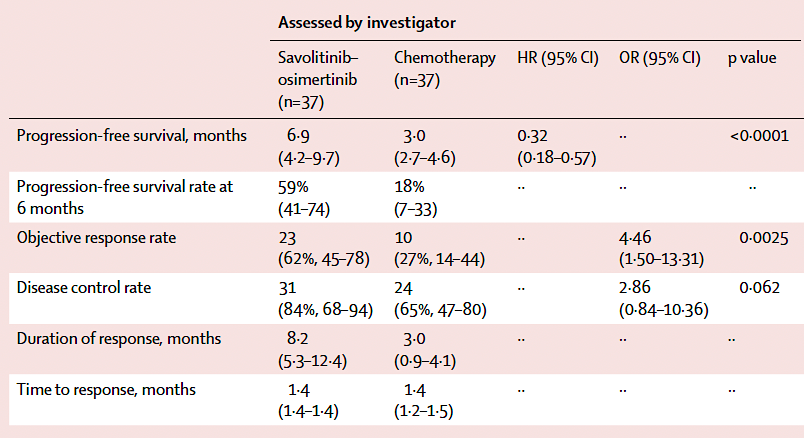 Assessed by investigator
Savolitinib– Chemotherapy HR (95% CI) OR (95% CI) p value
osimertinib (n=37)
(n=37)
Progression-free survival, months 6·9 3·0 0·32 ·· <0·0001
(4·2–9·7) (2·7–4·6) (0·18–0·57)
Progression-free survival rate at 59% 18% ·· ·· ··
6 months (41–74) (7–33)
Objective response rate 23 10 ·· 4·46 0·0025
(62%, 45–78) (27%, 14–44) (1·50–13·31)
Disease control rate 31 24 ·· 2·86 0·062
(84%, 68–94) (65%, 47–80) (0·84–10·36)
Duration of response, months 8·2 3·0 ·· ·· ··
(5·3–12·4) (0·9–4·1)
Time to response, months 1·4 1·4 ·· ·· ··
(1·4–1·4) (1·2–1·5)